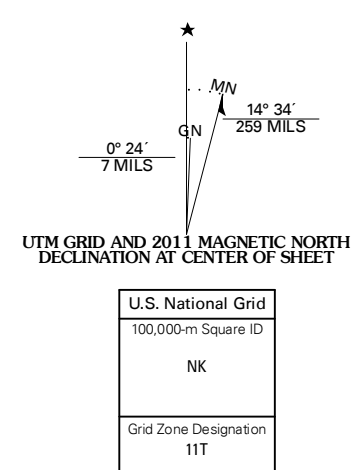 ★
MN
14° 34´
259 MILS
GN
0° 24´
7 MILS
UTM GRID AND 2011 MAGNETIC NORTH
DECLINATION AT CENTER OF SHEET
U.S. National Grid
100,000-m Square ID
NK
Grid Zone Designation
11T